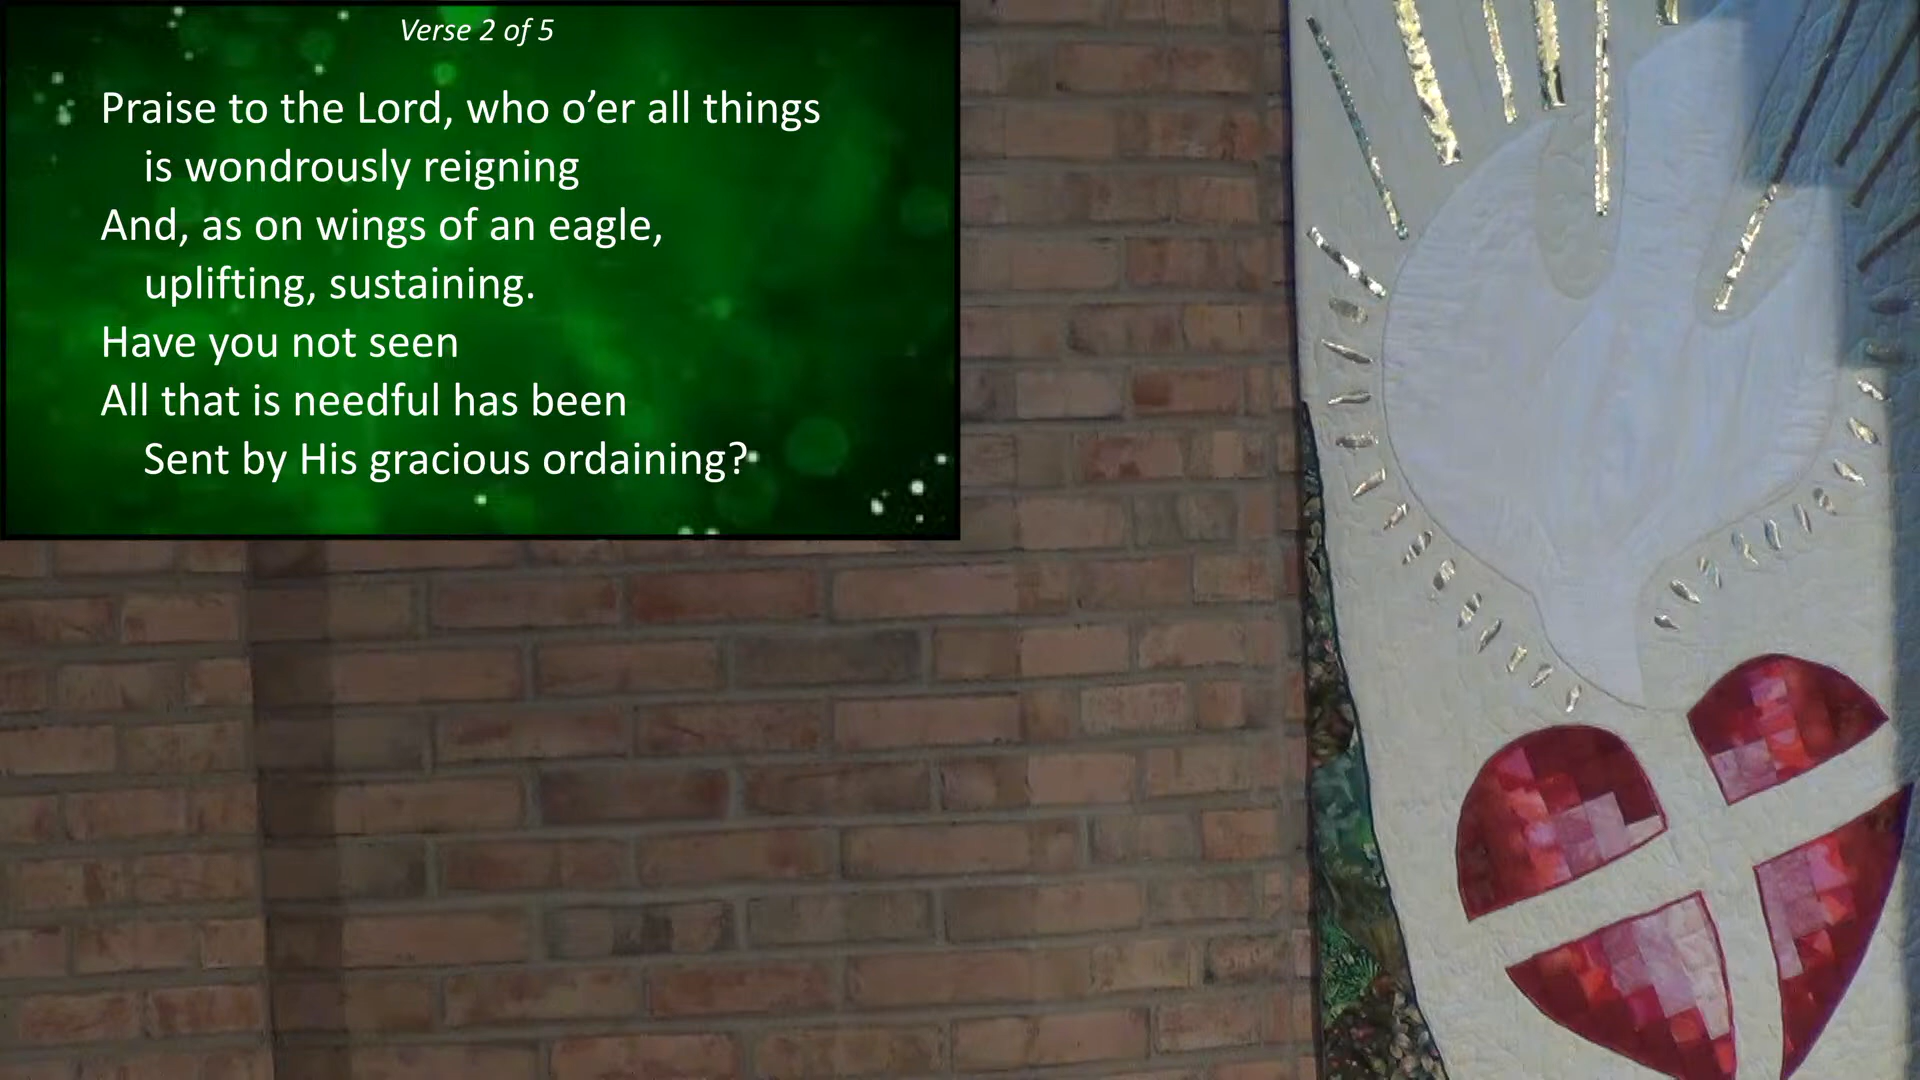 Verse 2 of 5
Praise to the Lord, who o’er all things
is wondrously reigning
And, as on wings of an eagle,
uplifting, sustaining.
Have you not seen
All that is needful has been
Sent by His gracious ordaining?